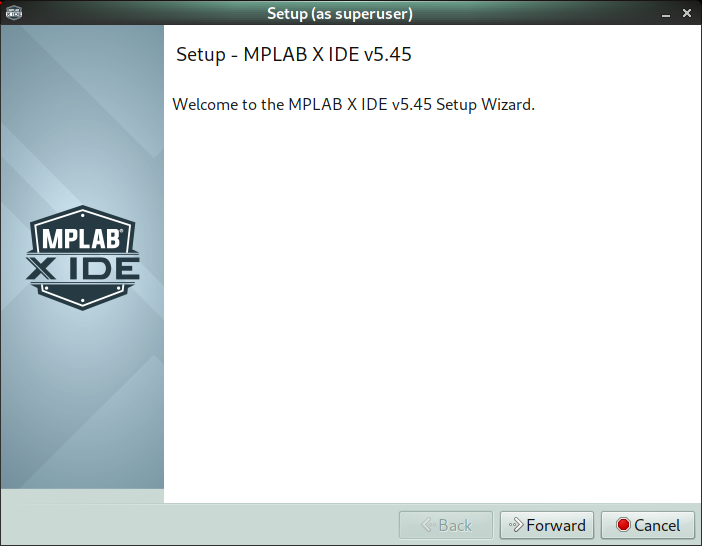 Setup (as superuser)
Setup - MPLAB X IDE v5.45
Welcome to the MPLAB X IDE v5.45 Setup Wizard.
MPLAB
X IDE
Back
Forward
Cancel